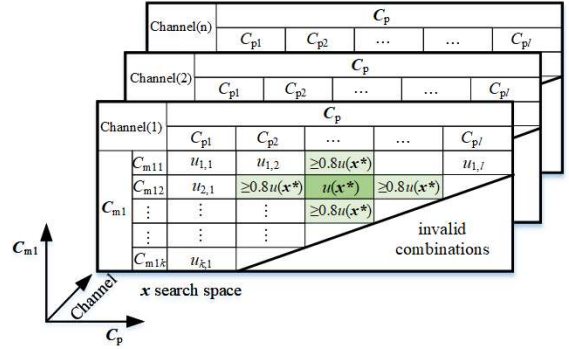 Channel(n) C_p
C_p1 C_p2 … … C_pl
Channel(2) C_p
C_p1 C_p2 … … C_pl
Channel(1) C_p
C_p1 C_p2 … … C_pl
C_m1 C_m11 u_1,1 u_1,2 ≥0.8u(x*) u_1,l
C_m12 u_2,1 ≥0.8u(x*) u(x*) ≥0.8u(x*)
⋮ ⋮ ⋮ ≥0.8u(x*)
⋮ ⋮ ⋮
C_m1k u_k,1
invalid
combinations
C_m1
Channel
C_p
x search space